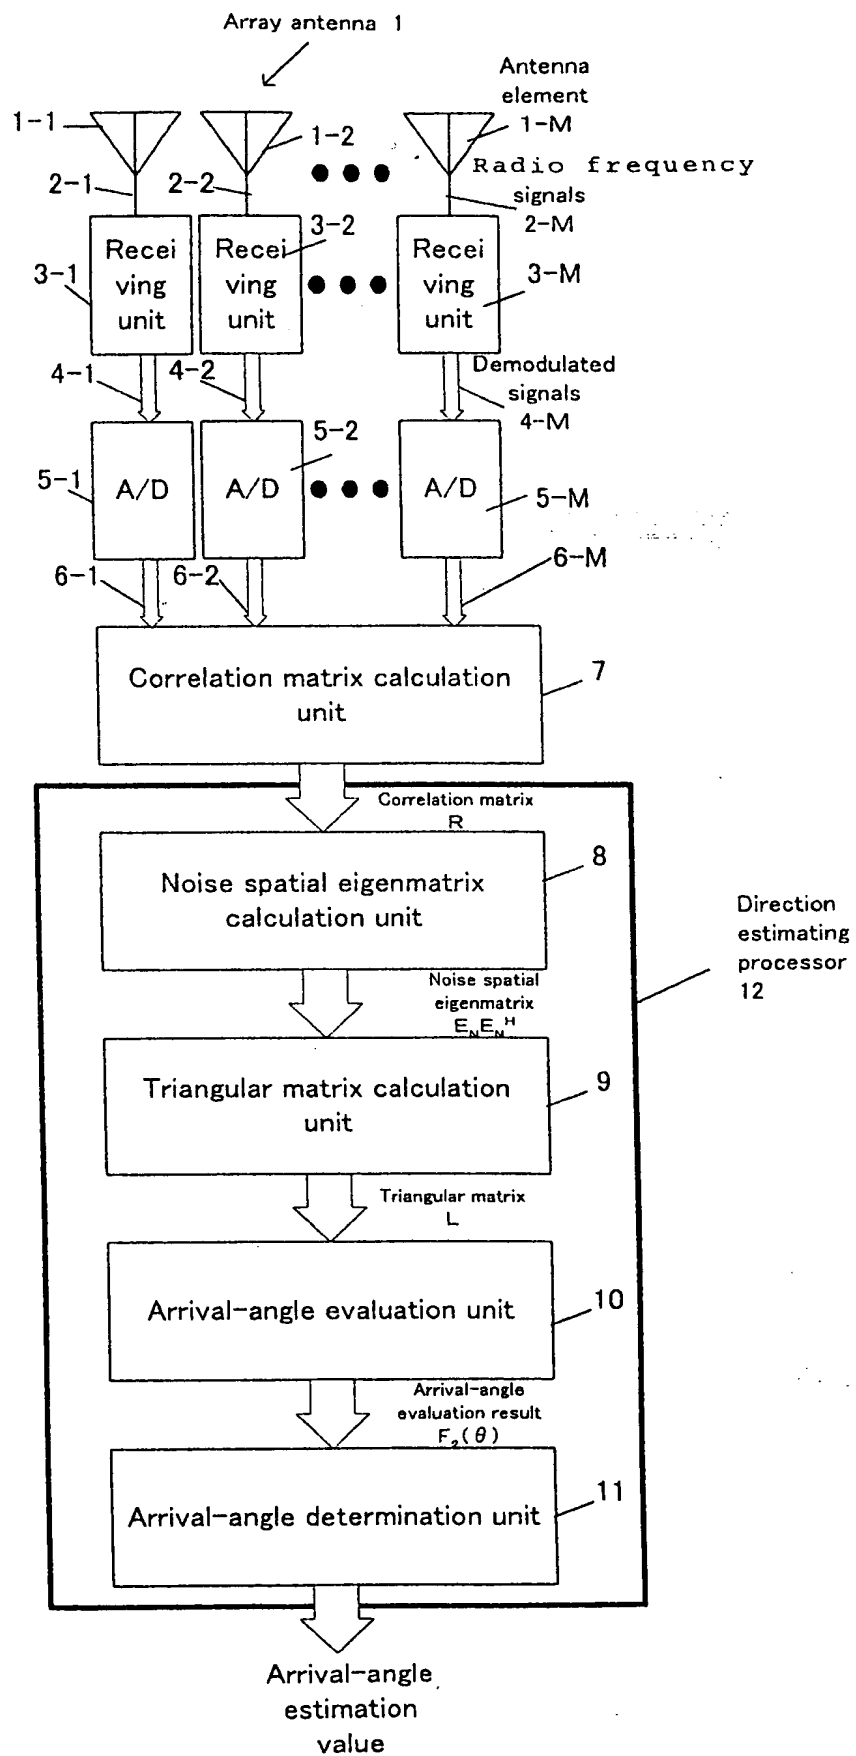 Array antenna 1
Antenna
element
1-M
1-1
1-2
Radio frequency
signals
2-M
2-1
2-2
3-1
Recei
ving
unit
3-2
Recei
ving
unit
Recei
ving
unit
3-M
4-1
4-2
Demodulated
signals
4-M
5-1
A/D
5-2
A/D
A/D
5-M
6-1
6-2
6-M
Correlation matrix calculation
unit
7
Correlation matrix
R
Noise spatial eigenmatrix
calculation unit
8
Direction
estimating
processor
12
Noise spatial
eigenmatrix
E_N E_N^H
Triangular matrix calculation
unit
9
Triangular matrix
L
Arrival-angle evaluation unit
10
Arrival-angle
evaluation result
F₂(θ)
Arrival-angle determination unit
11
Arrival-angle
estimation
value